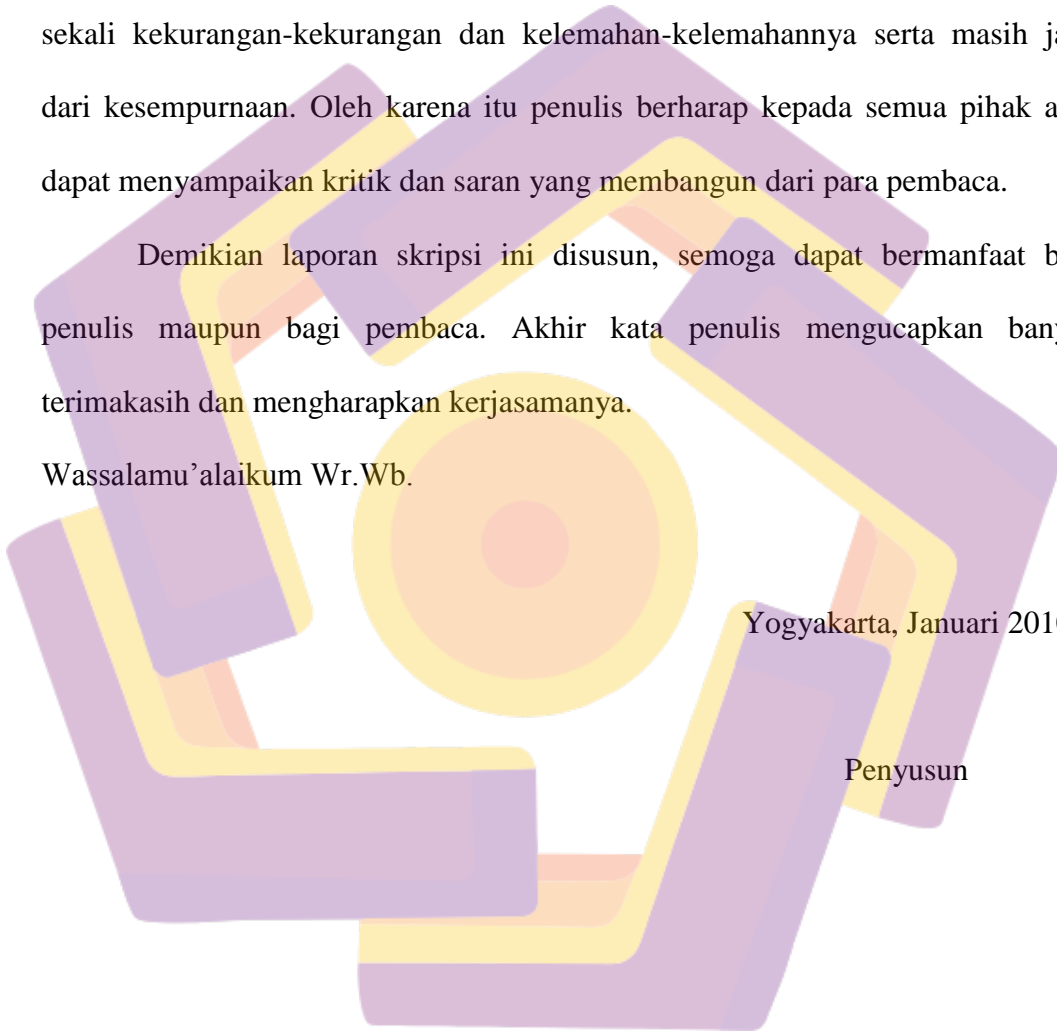 sekali kekurangan-kekurangan dan kelemahan-kelemahannya serta masih
dari kesempurnaan. Oleh karena itu penulis berharap kepada semua pihak
dapat menyampaikan kritik dan saran yang membangun dari para pembaca.
Demikian laporan skripsi ini disusun, semoga dapat bermanfaat
penulis maupun bagi pembaca. Akhir kata penulis mengucapkan
terimakasih dan mengharapkan kerjasamanya.
Wassalamu’alaikum Wr.Wb.
Yogyakarta, Januari 201
Penyusun